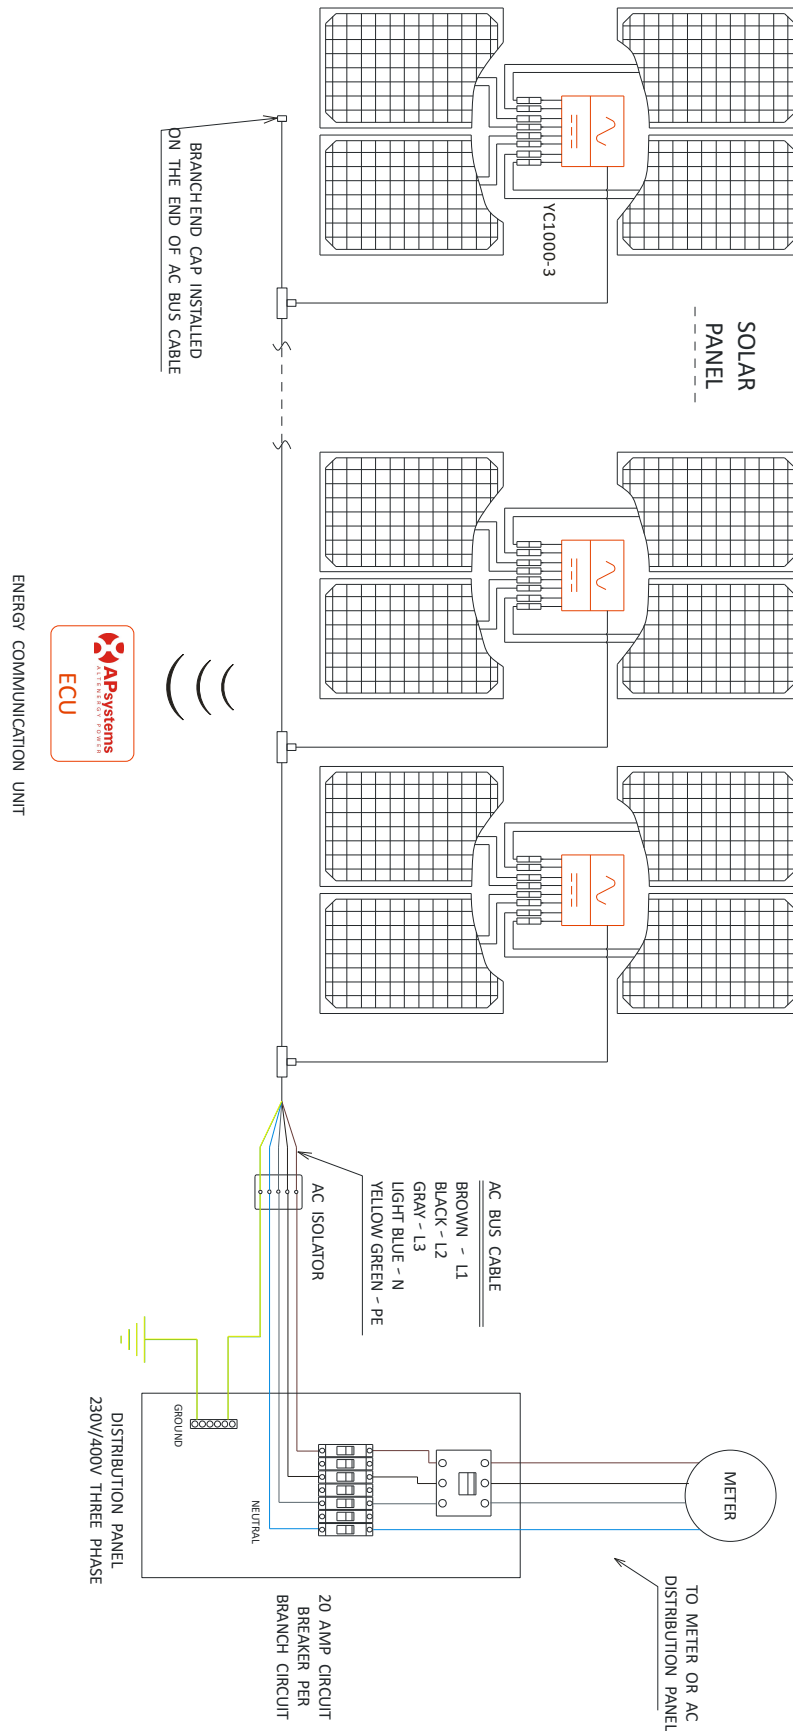 SOLAR
PANEL
YC1000-3
BRANCH END CAP INSTALLED
ON THE END OF AC BUS CABLE
APsystems
ALTENERGY POWER
ECU
ENERGY COMMUNICATION UNIT
AC BUS CABLE
BROWN - L1
BLACK - L2
GRAY - L3
LIGHT BLUE - N
YELLOW GREEN - PE
AC ISOLATOR
METER
TO METER OR AC
DISTRIBUTION PANEL
GROUND
NEUTRAL
DISTRIBUTION PANEL
230V/400V THREE PHASE
20 AMP CIRCUIT
BREAKER PER
BRANCH CIRCUIT